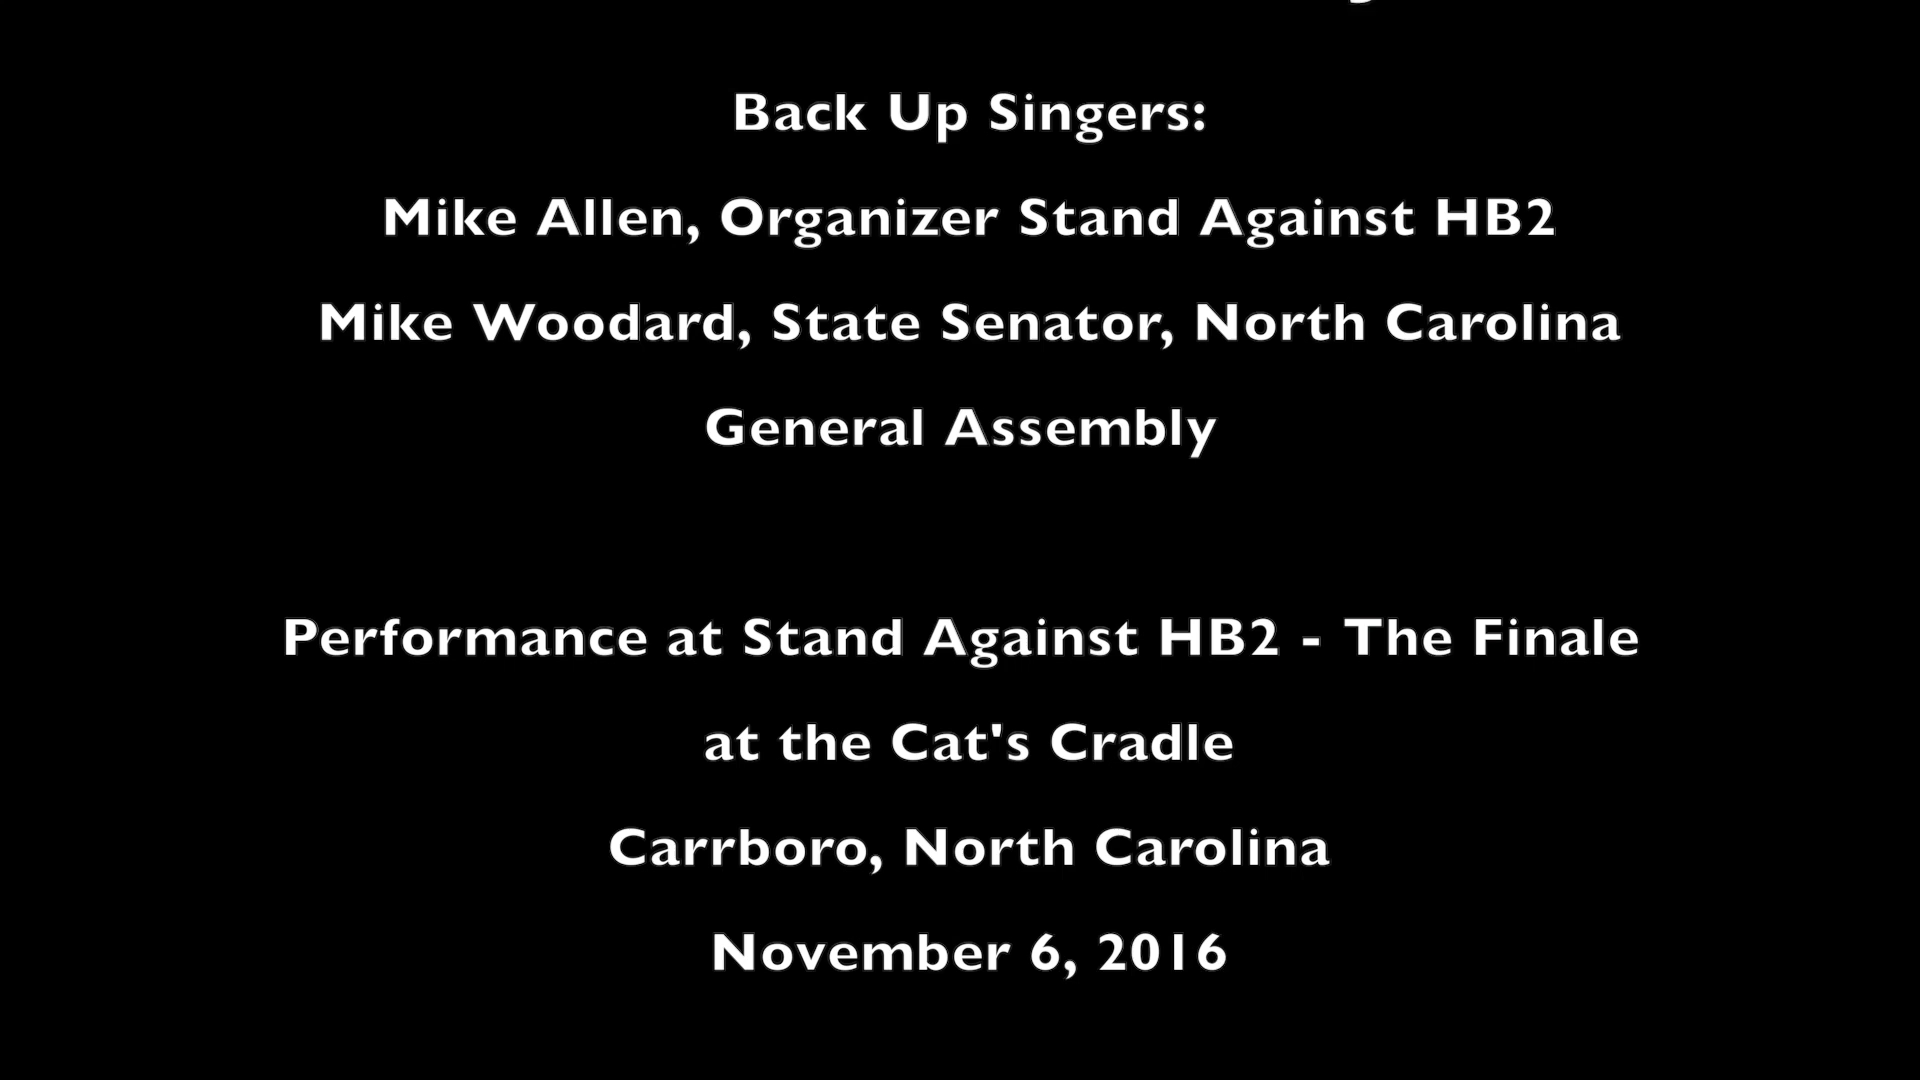 Back Up Singers:
Mike Allen, Organizer Stand Against HB2
Mike Woodard, State Senator, North Carolina
General Assembly
Performance at Stand Against HB2 - The Finale
at the Cat's Cradle
Carrboro, North Carolina
November 6, 2016